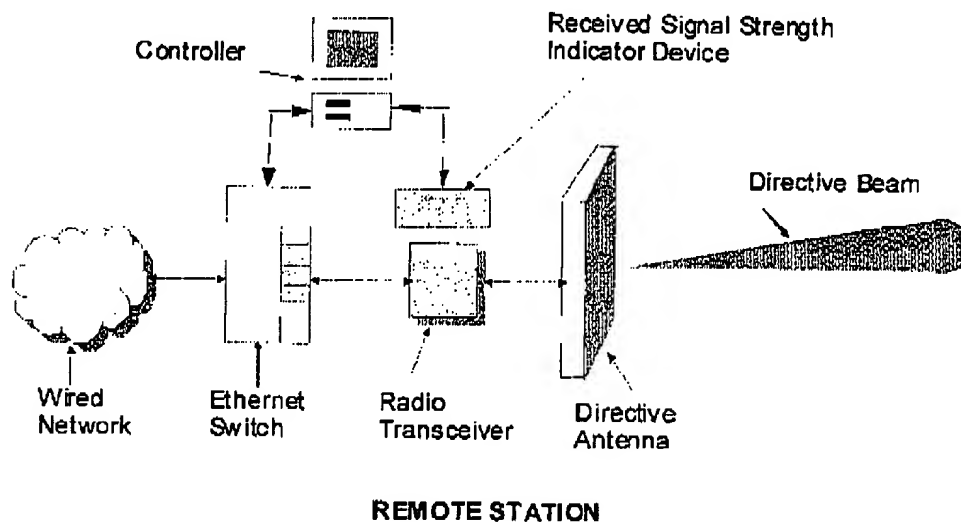 Controller
Received Signal Strength
Indicator Device
Directive Beam
Wired
Network
Ethernet
Switch
Radio
Transceiver
Directive
Antenna
REMOTE STATION